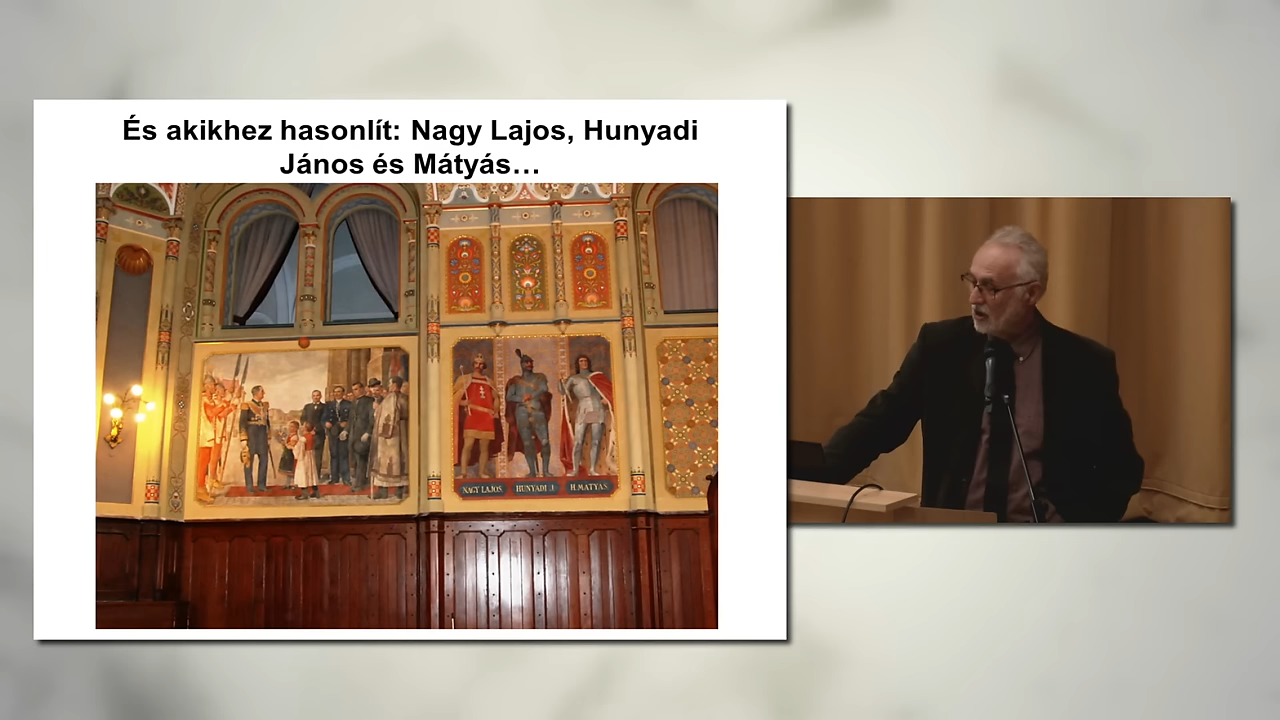 És akikhez hasonlít: Nagy Lajos, Hunyadi
János és Mátyás…
NAGY LAJOS HUNYADI J. H. MÁTYÁS